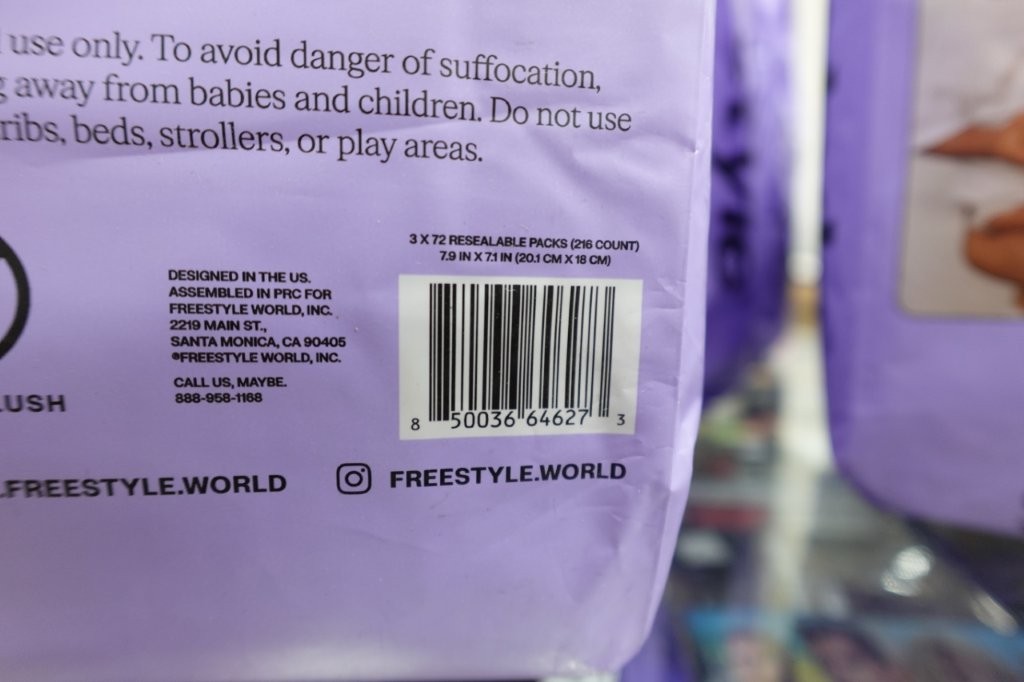 use only. To avoid danger of suffocation,
away from babies and children. Do not use
ribs, beds, strollers, or play areas.
3 X 72 RESEALABLE PACKS (216 COUNT)
7.9 IN X 7.1 IN (20.1 CM X 18 CM)
DESIGNED IN THE US.
ASSEMBLED IN PRC FOR
FREESTYLE WORLD, INC.
2219 MAIN ST.,
SANTA MONICA, CA 90405
®FREESTYLE WORLD, INC.
CALL US, MAYBE.
888-958-1168
8 50036 64627 3
USH
.FREESTYLE.WORLD
FREESTYLE.WORLD